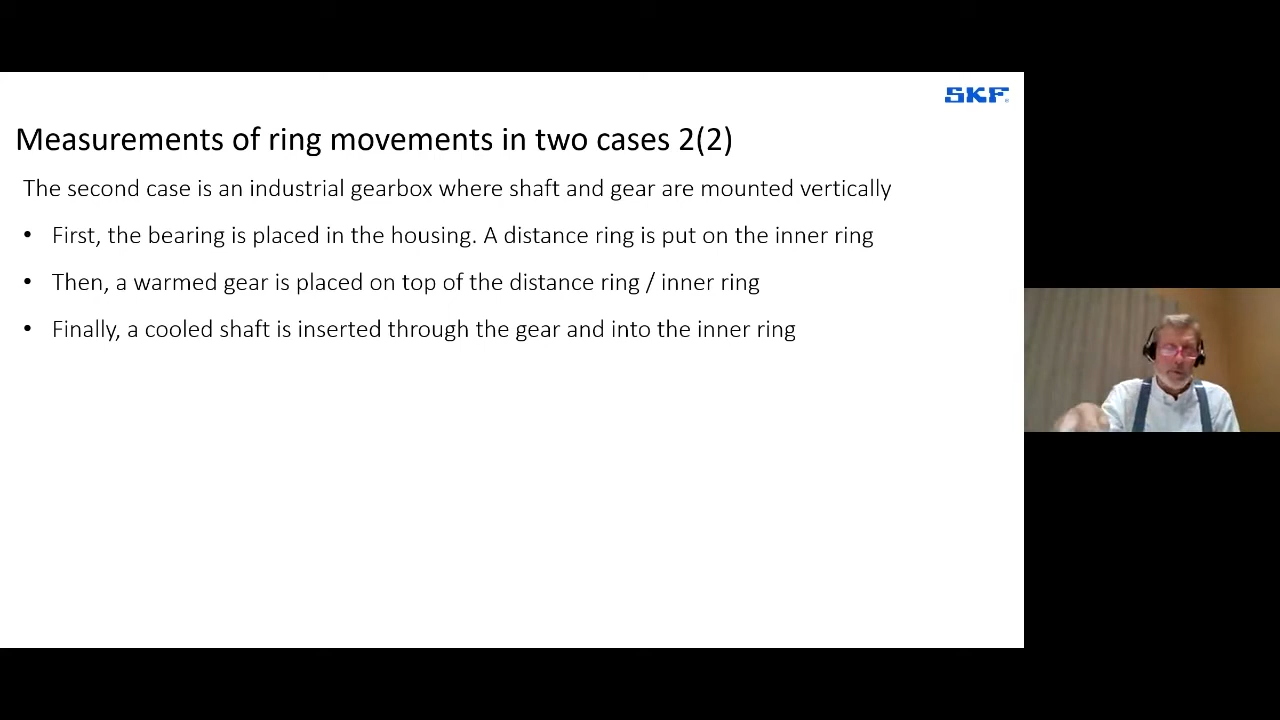 SKF
Measurements of ring movements in two cases 2(2)
The second case is an industrial gearbox where shaft and gear are mounted vertically
• First, the bearing is placed in the housing. A distance ring is put on the inner ring
• Then, a warmed gear is placed on top of the distance ring / inner ring
• Finally, a cooled shaft is inserted through the gear and into the inner ring